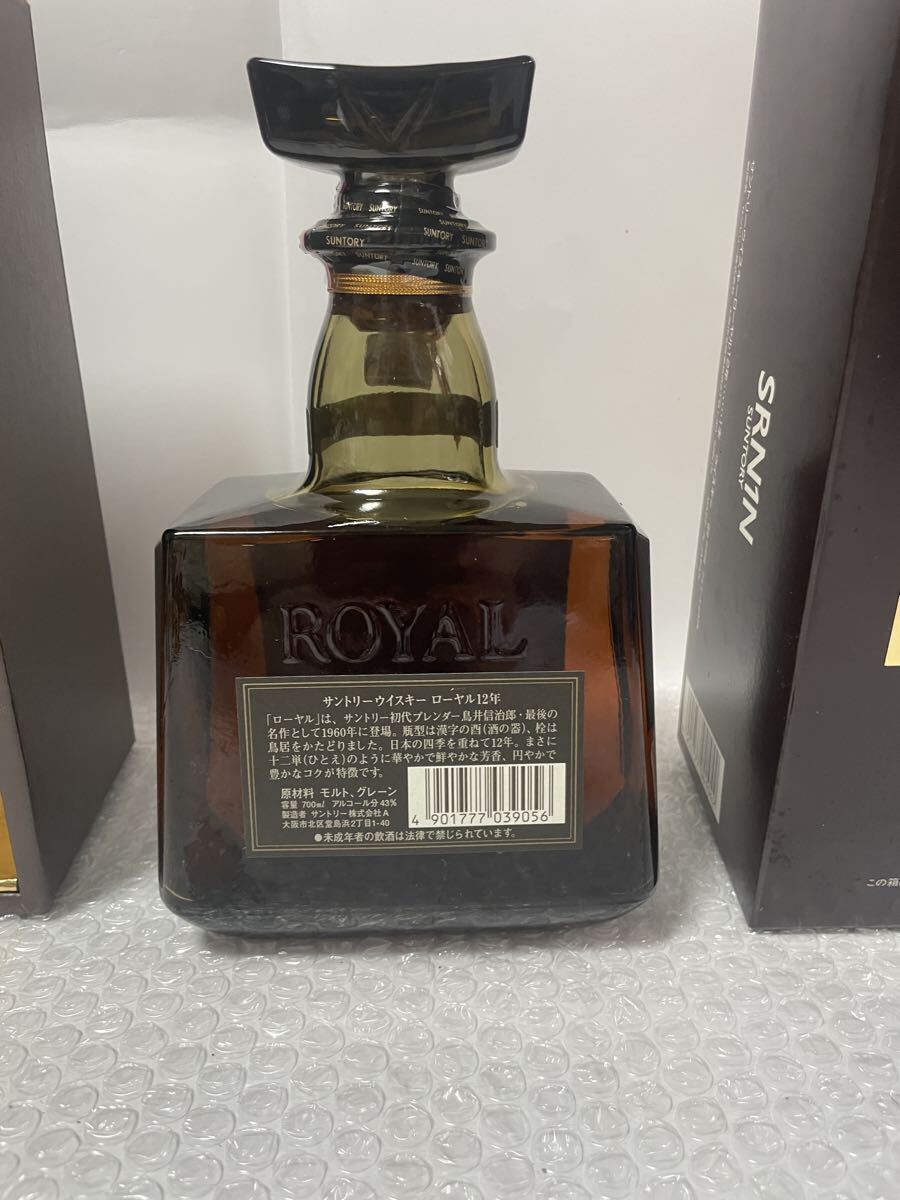 SUNTORY SUNTORY SUNTORY
SUNTORY SUNTORY SUNTORY
SUNTORY SUNTORY SUNTORY
ROYAL
サントリーウイスキー ローヤル12年
「ローヤル」は、サントリー初代ブレンダー鳥井信治郎・最後の
名作として1960年に登場。瓶型は漢字の酉(酒の器)、栓は
鳥居をかたどりました。日本の四季を重ねて12年。まさに
十二単(ひとえ)のように華やかで鮮やかな芳香、円やかで
豊かなコクが特徴です。
原材料 モルト、グレーン
容量 700㎖ アルコール分 43%
製造者 サントリー株式会社A
大阪市北区堂島浜2丁目1-40
4 901777 039056
●未成年者の飲酒は法律で禁じられています。
SRN1N
SUNTORY
この箱